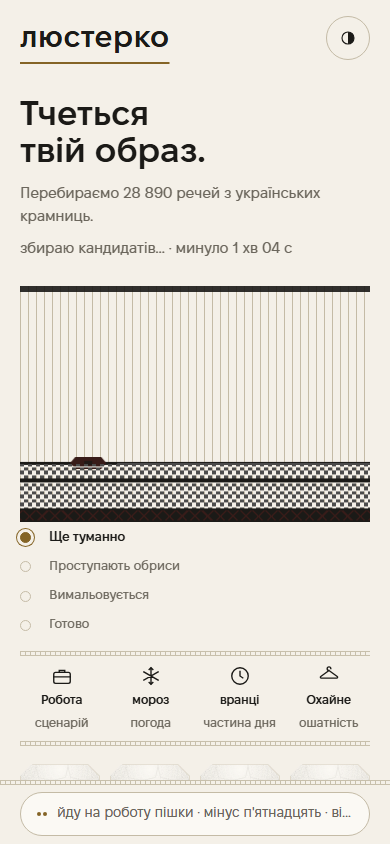 люстерко
Тчеться
твій образ.
Перебираємо 28 890 речей з українських
крамниць.
збираю кандидатів... · минуло 1 хв 04 с
Ще туманно
Проступають обриси
Вимальовується
Готово
Робота мороз вранці Охайне
сценарій погода частина дня ошатність
йду на роботу пішки · мінус п'ятнадцять · ві...